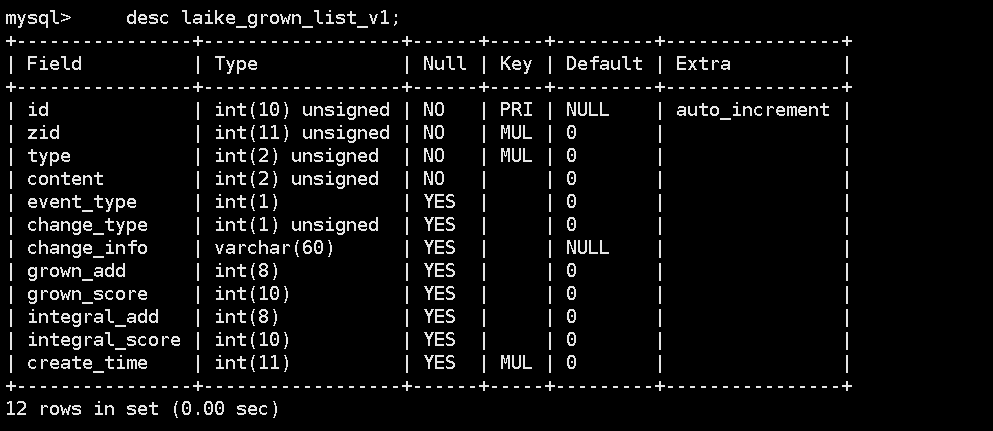 mysql>     desc laike_grown_list_v1;
+----------------+------------------+------+-----+---------+----------------+
| Field          | Type             | Null | Key | Default | Extra          |
+----------------+------------------+------+-----+---------+----------------+
| id             | int(10) unsigned | NO   | PRI | NULL    | auto_increment |
| zid            | int(11) unsigned | NO   | MUL | 0       |                |
| type           | int(2) unsigned  | NO   | MUL | 0       |                |
| content        | int(2) unsigned  | NO   |     | 0       |                |
| event_type     | int(1)           | YES  |     | 0       |                |
| change_type    | int(1) unsigned  | YES  |     | 0       |                |
| change_info    | varchar(60)      | YES  |     | NULL    |                |
| grown_add      | int(8)           | YES  |     | 0       |                |
| grown_score    | int(10)          | YES  |     | 0       |                |
| integral_add   | int(8)           | YES  |     | 0       |                |
| integral_score | int(10)          | YES  |     | 0       |                |
| create_time    | int(11)          | YES  | MUL | 0       |                |
+----------------+------------------+------+-----+---------+----------------+
12 rows in set (0.00 sec)